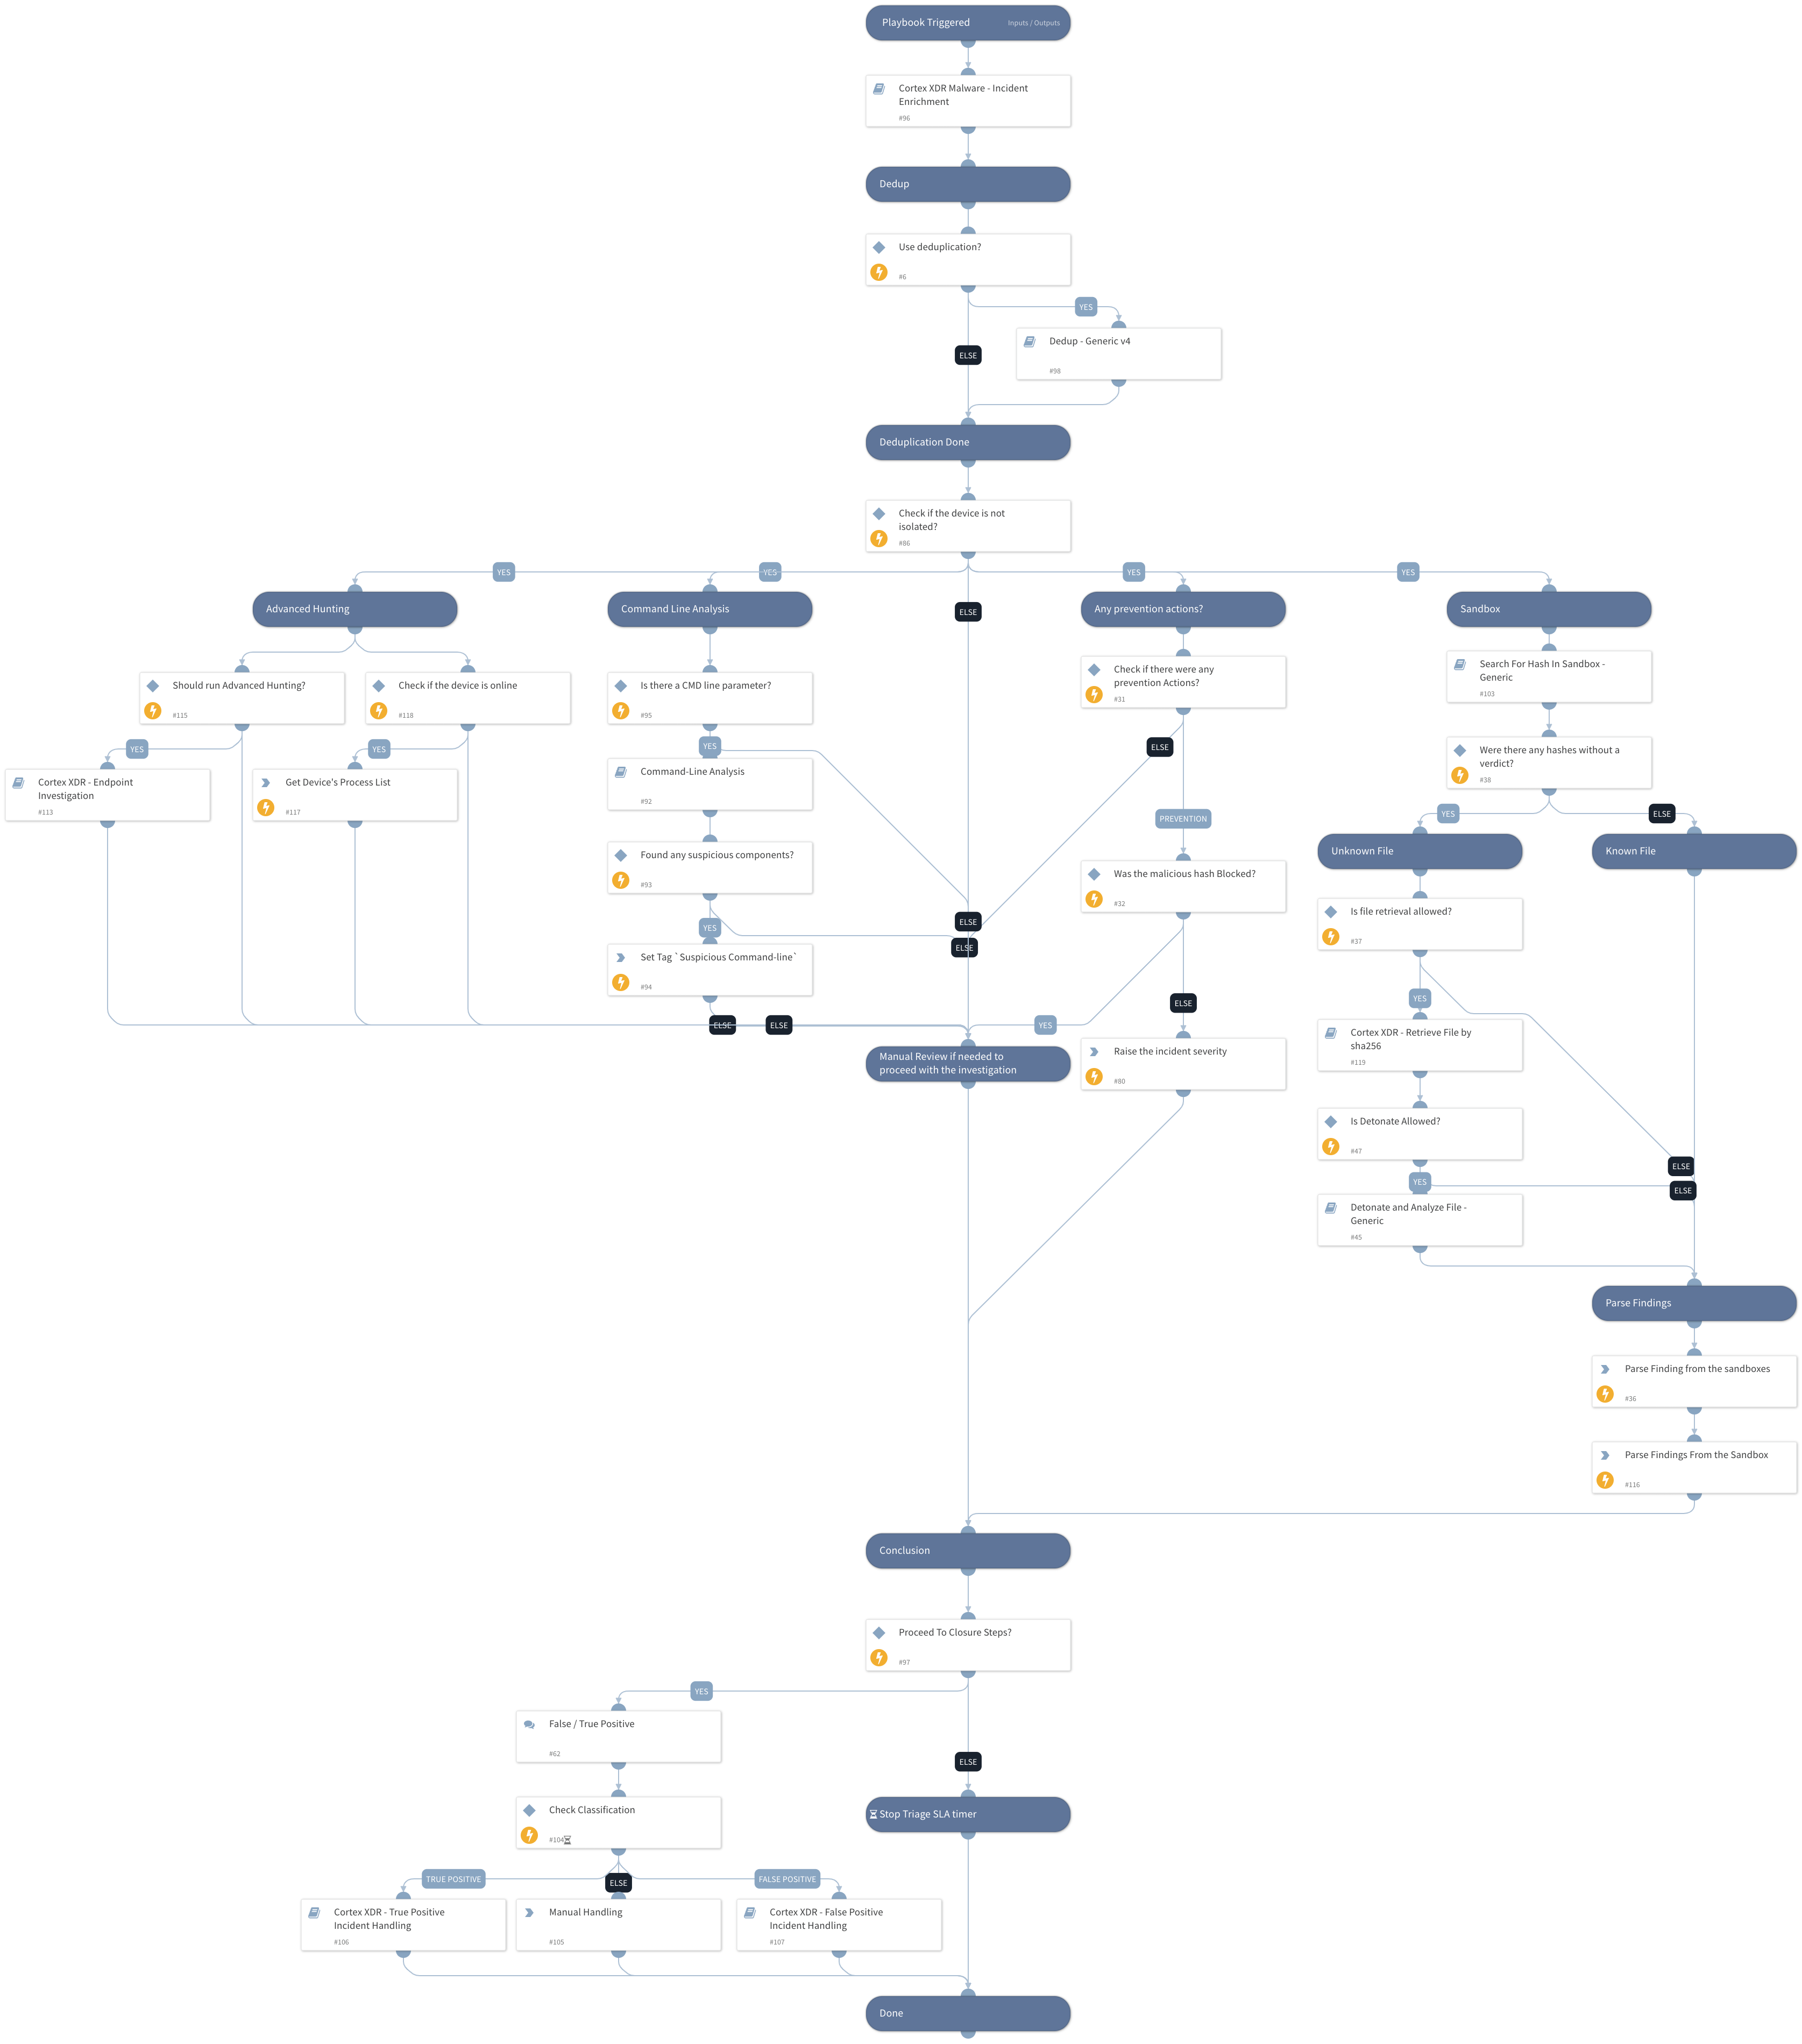 Playbook Triggered
Inputs / Outputs
Cortex XDR Malware - Incident
Enrichment
#96
Dedup
Use deduplication?
#6
YES
Dedup - Generic v4
#98
ELSE
Deduplication Done
Check if the device is not
isolated?
#86
YES
YES
YES
YES
Advanced Hunting
Command Line Analysis
ELSE
Any prevention actions?
Sandbox
Should run Advanced Hunting?
#115
Check if the device is online
#118
Is there a CMD line parameter?
#95
Check if there were any
prevention Actions?
#31
Search For Hash In Sandbox -
Generic
#103
YES
YES
YES
ELSE
Were there any hashes without a
verdict?
#38
Cortex XDR - Endpoint
Investigation
#113
Get Device's Process List
#117
Command-Line Analysis
#92
PREVENTION
YES
ELSE
Found any suspicious components?
#93
Was the malicious hash Blocked?
#32
Unknown File
Known File
YES
ELSE
ELSE
Is file retrieval allowed?
#37
Set Tag `Suspicious Command-line`
#94
ELSE
YES
ELSE
ELSE
YES
Cortex XDR - Retrieve File by
sha256
#119
Manual Review if needed to
proceed with the investigation
Raise the incident severity
#80
Is Detonate Allowed?
#47
ELSE
YES
ELSE
Detonate and Analyze File -
Generic
#45
Parse Findings
Parse Finding from the sandboxes
#36
Parse Findings From the Sandbox
#116
Conclusion
Proceed To Closure Steps?
#97
YES
False / True Positive
#62
ELSE
Check Classification
#104
Stop Triage SLA timer
TRUE POSITIVE
ELSE
FALSE POSITIVE
Cortex XDR - True Positive
Incident Handling
#106
Manual Handling
#105
Cortex XDR - False Positive
Incident Handling
#107
Done